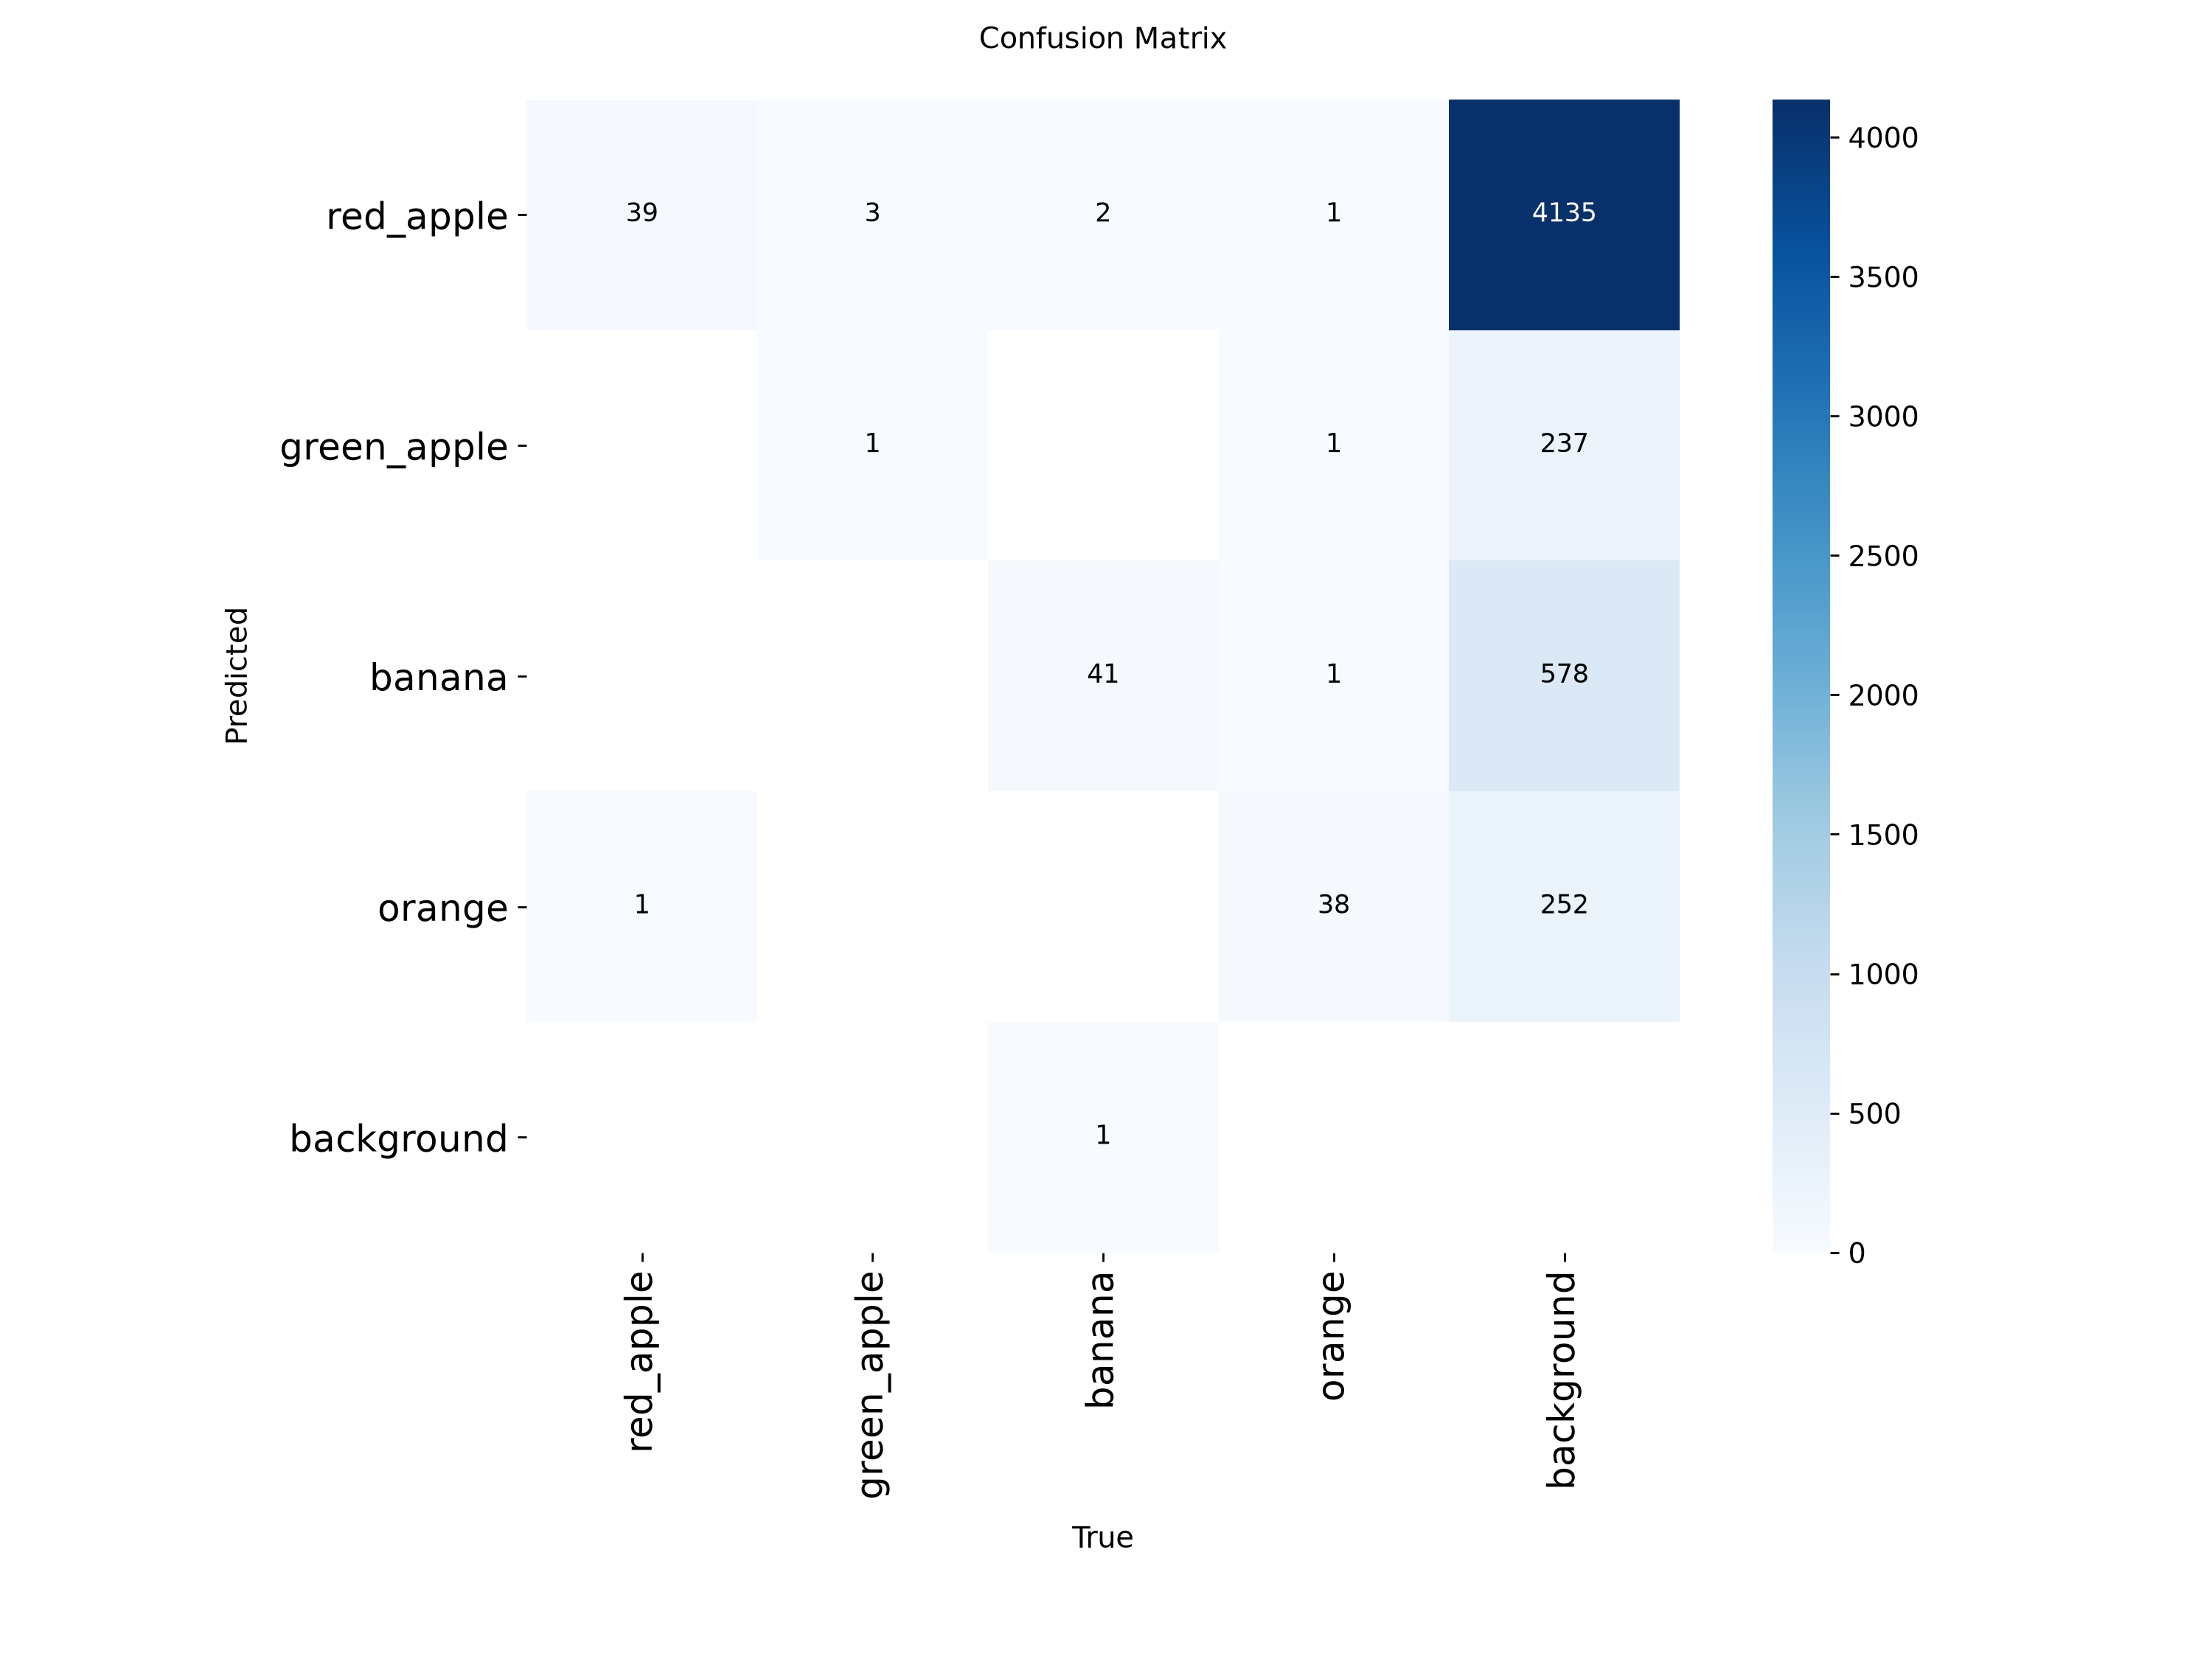 Confusion Matrix
red_apple 39 3 2 1 4135
green_apple 1 1 237
banana 41 1 578
orange 1 38 252
background 1
Predicted
red_apple
green_apple
banana
orange
background
True
4000
3500
3000
2500
2000
1500
1000
500
0